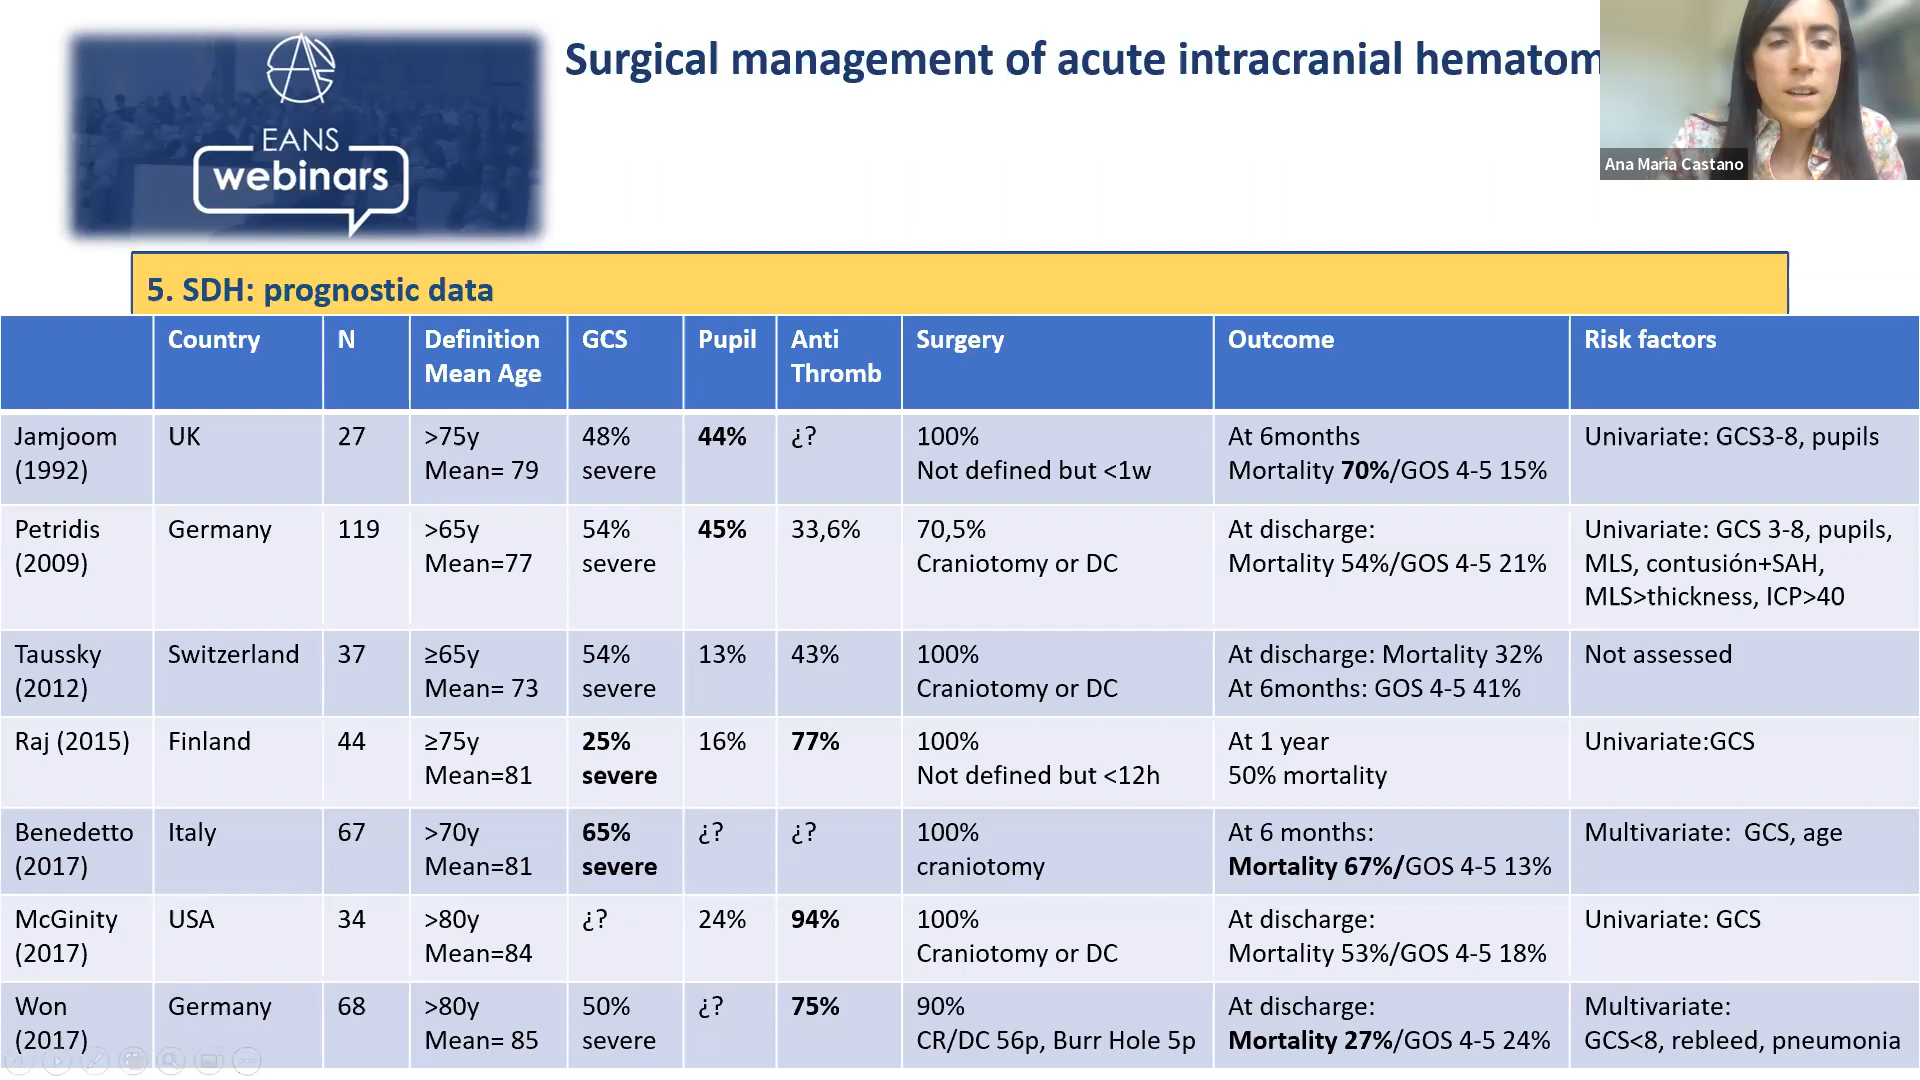 EANS
webinars
Surgical management of acute intracranial hematom
Ana Maria Castano
5. SDH: prognostic data
Country
N
Definition
Mean Age
GCS
Pupil
Anti
Thromb
Surgery
Outcome
Risk factors
Jamjoom
(1992)
UK
27
>75y
Mean= 79
48%
severe
44%
¿?
100%
Not defined but <1w
At 6months
Mortality 70%/GOS 4-5 15%
Univariate: GCS3-8, pupils
Petridis
(2009)
Germany
119
>65y
Mean=77
54%
severe
45%
33,6%
70,5%
Craniotomy or DC
At discharge:
Mortality 54%/GOS 4-5 21%
Univariate: GCS 3-8, pupils,
MLS, contusión+SAH,
MLS>thickness, ICP>40
Taussky
(2012)
Switzerland
37
≥65y
Mean= 73
54%
severe
13%
43%
100%
Craniotomy or DC
At discharge: Mortality 32%
At 6months: GOS 4-5 41%
Not assessed
Raj (2015)
Finland
44
≥75y
Mean=81
25%
severe
16%
77%
100%
Not defined but <12h
At 1 year
50% mortality
Univariate:GCS
Benedetto
(2017)
Italy
67
>70y
Mean=81
65%
severe
¿?
¿?
100%
craniotomy
At 6 months:
Mortality 67%/GOS 4-5 13%
Multivariate: GCS, age
McGinity
(2017)
USA
34
>80y
Mean=84
¿?
24%
94%
100%
Craniotomy or DC
At discharge:
Mortality 53%/GOS 4-5 18%
Univariate: GCS
Won
(2017)
Germany
68
>80y
Mean= 85
50%
severe
¿?
75%
90%
CR/DC 56p, Burr Hole 5p
At discharge:
Mortality 27%/GOS 4-5 24%
Multivariate:
GCS<8, rebleed, pneumonia